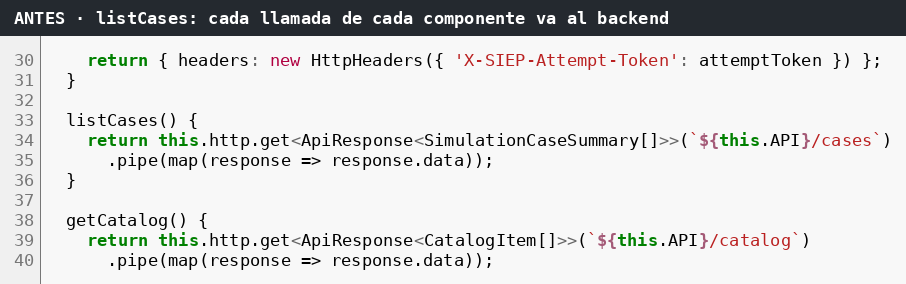 ANTES · listCases: cada llamada de cada componente va al backend
30     return { headers: new HttpHeaders({ 'X-SIEP-Attempt-Token': attemptToken }) };
31   }
32
33   listCases() {
34     return this.http.get<ApiResponse<SimulationCaseSummary[]>>(`${this.API}/cases`)
35       .pipe(map(response => response.data));
36   }
37
38   getCatalog() {
39     return this.http.get<ApiResponse<CatalogItem[]>>(`${this.API}/catalog`)
40       .pipe(map(response => response.data));